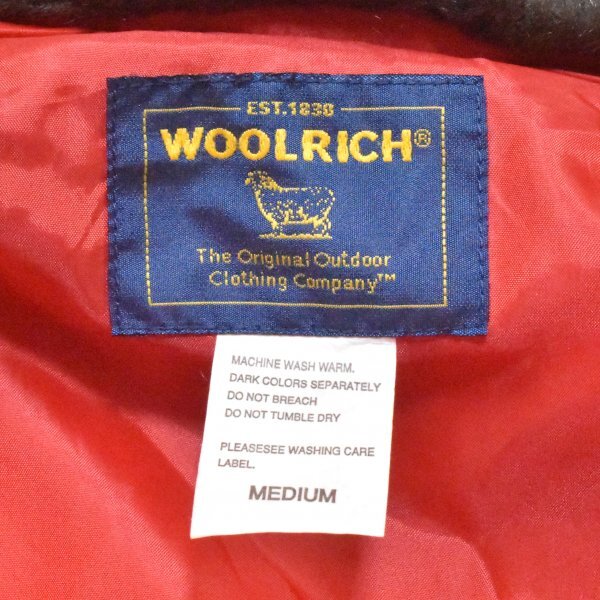 EST.1830
WOOLRICH®
The Original Outdoor
Clothing Company™
MACHINE WASH WARM.
DARK COLORS SEPARATELY
DO NOT BREACH
DO NOT TUMBLE DRY
PLEASESEE WASHING CARE
LABEL.
MEDIUM